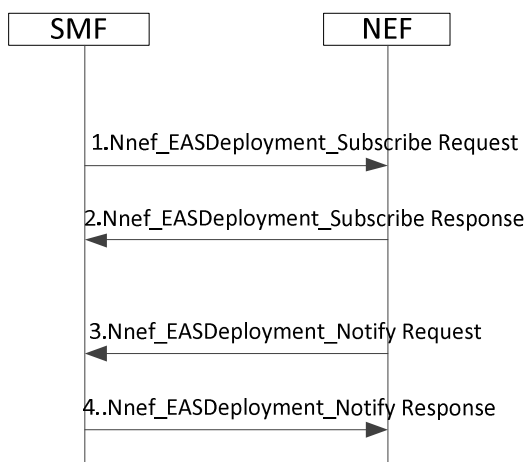 SMF
NEF
1.Nnef_EASDeployment_Subscribe Request
2.Nnef_EASDeployment_Subscribe Response
3.Nnef_EASDeployment_Notify Request
4..Nnef_EASDeployment_Notify Response